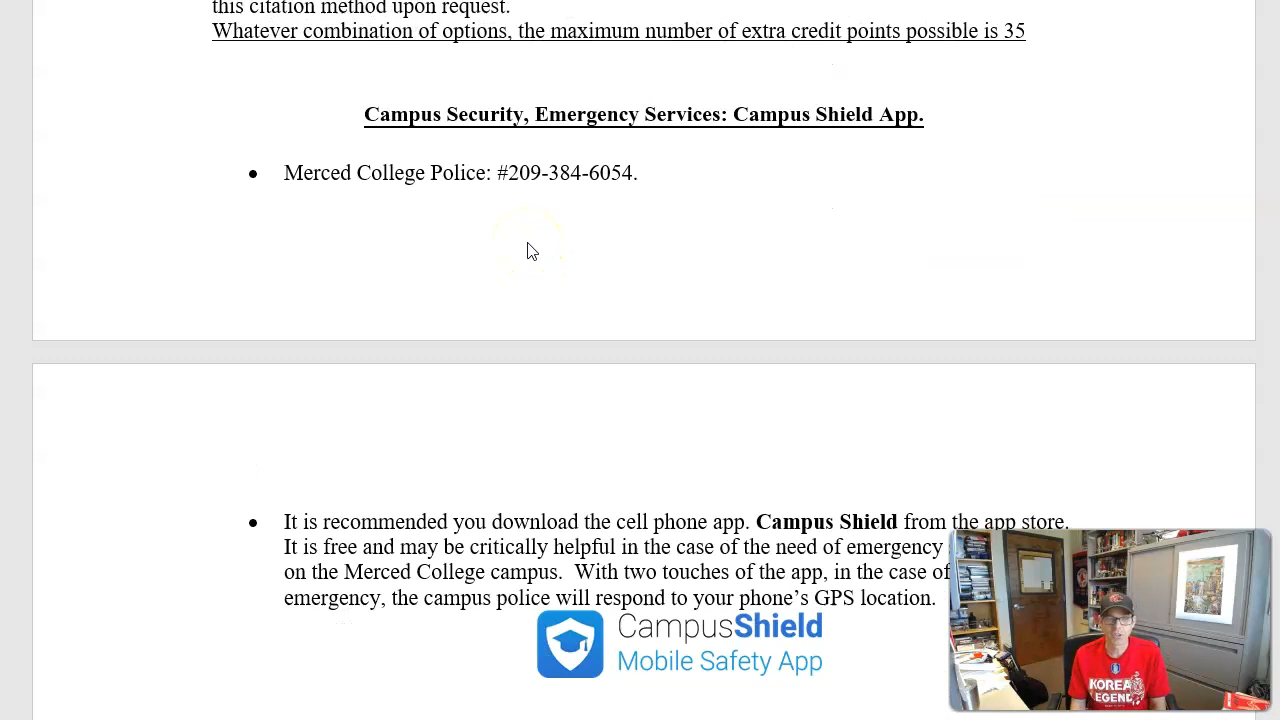 this citation method upon request.
Whatever combination of options, the maximum number of extra credit points possible is 35
Campus Security, Emergency Services: Campus Shield App.
• Merced College Police: #209-384-6054.
• It is recommended you download the cell phone app. Campus Shield from the app store.
It is free and may be critically helpful in the case of the need of emergency
on the Merced College campus.  With two touches of the app, in the case of
emergency, the campus police will respond to your phone’s GPS location.
CampusShield
Mobile Safety App
KOREA
LEGEND